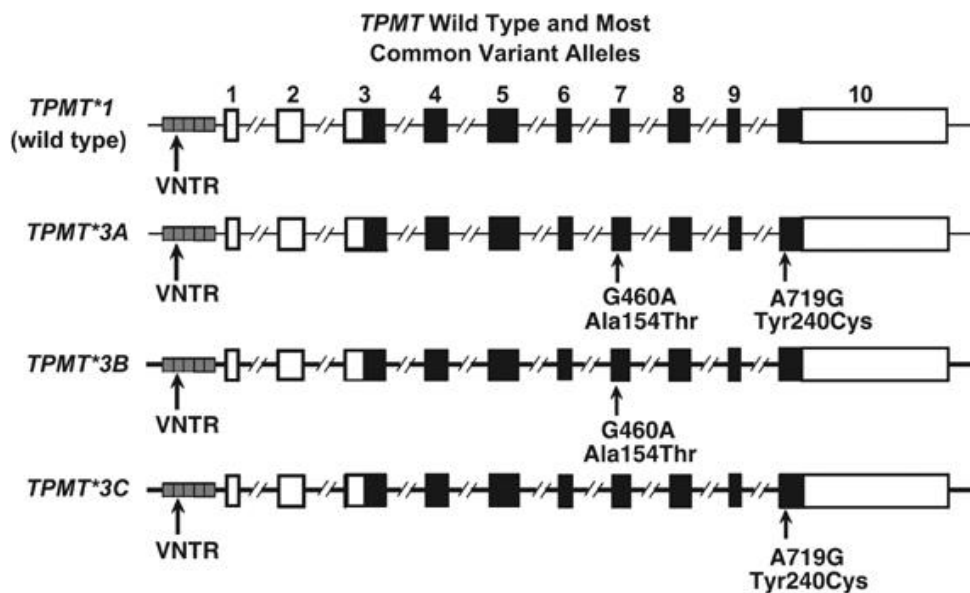 TPMT Wild Type and Most
Common Variant Alleles
TPMT*1
(wild type)
1 2 3 4 5 6 7 8 9 10
VNTR
TPMT*3A
VNTR
G460A
Ala154Thr
A719G
Tyr240Cys
TPMT*3B
VNTR
G460A
Ala154Thr
TPMT*3C
VNTR
A719G
Tyr240Cys